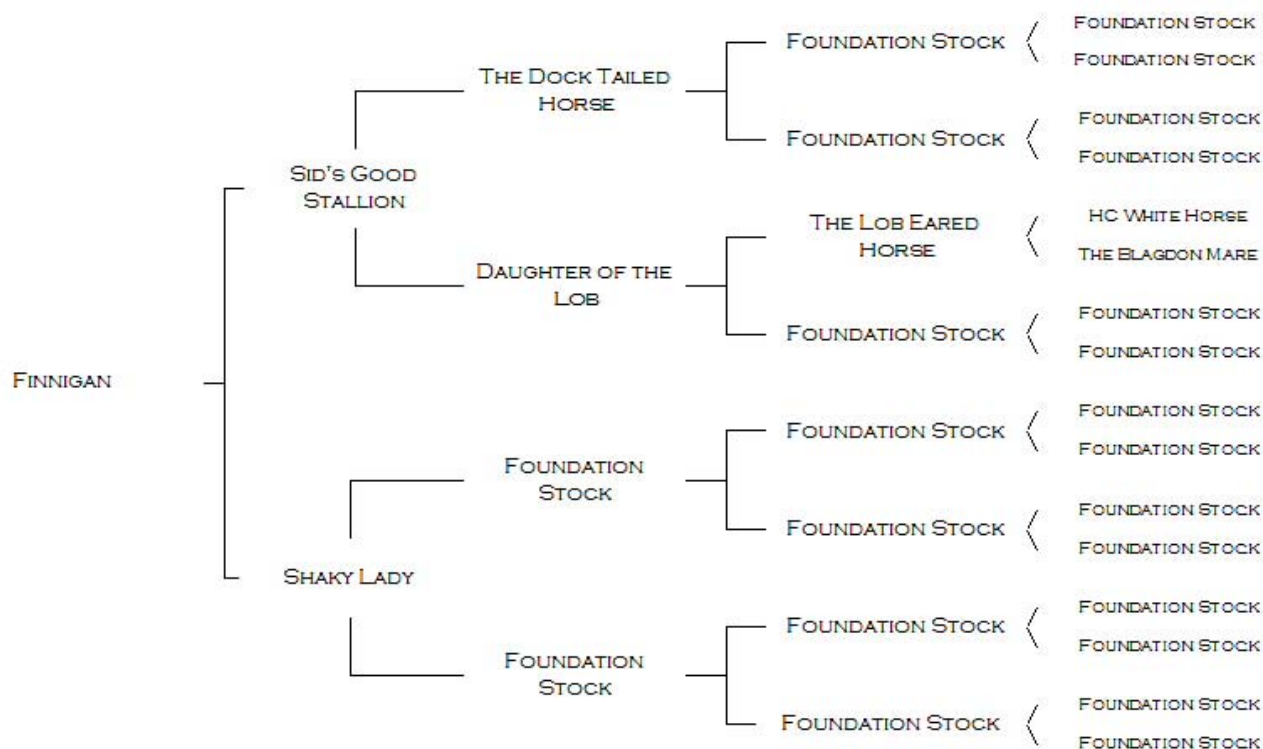 Foundation Stock
Foundation Stock
Foundation Stock
The Dock Tailed
Horse
Foundation Stock
Foundation Stock
Foundation Stock
Sid's Good
Stallion
The Lob Eared
Horse
HC White Horse
The Blagdon Mare
Daughter of the
Lob
Foundation Stock
Foundation Stock
Foundation Stock
Finnigan
Foundation Stock
Foundation Stock
Foundation Stock
Foundation
Stock
Foundation Stock
Foundation Stock
Foundation Stock
Shaky Lady
Foundation Stock
Foundation Stock
Foundation Stock
Foundation
Stock
Foundation Stock
Foundation Stock
Foundation Stock